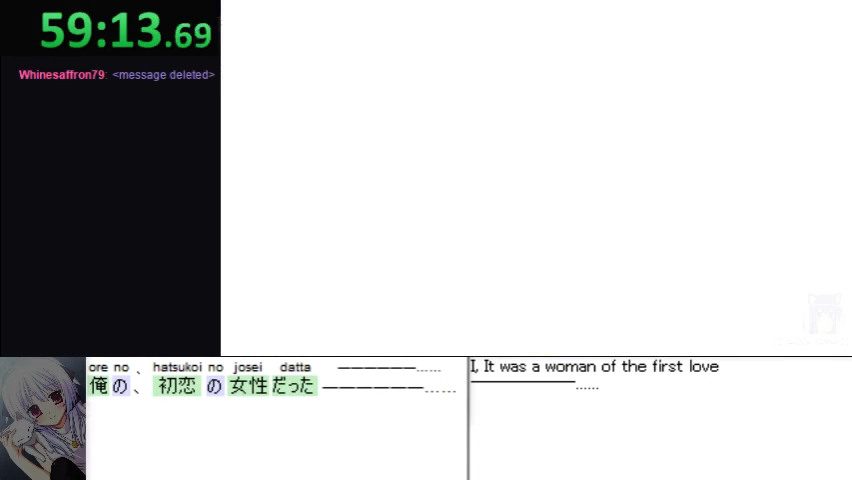 59:13.69
Whinesaffron79: <message deleted>
ore no 、 hatsukoi no josei datta ――――――……
俺の、初恋の女性だった ――――――……
I, It was a woman of the first love
――――――……